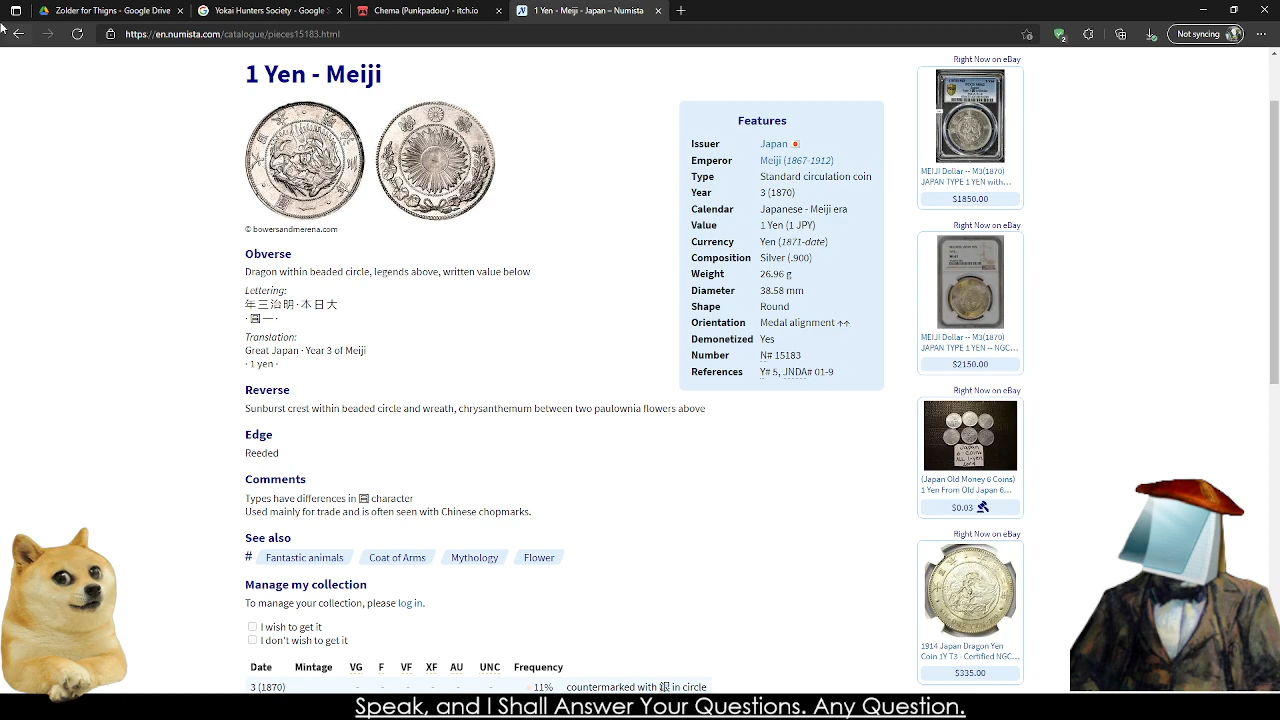 Zolder for Thigns - Google Drive
Yokai Hunters Society - Google S
Chema (Punkpadour) - itch.io
1 Yen - Meiji - Japan – Numista
https://en.numista.com/catalogue/pieces15183.html
Not syncing
1 Yen - Meiji
© bowersandmerena.com
Obverse
Dragon within beaded circle, legends above, written value below
Lettering:
年三治明·本日大
·圓一·
Translation:
Great Japan · Year 3 of Meiji
· 1 yen ·
Reverse
Sunburst crest within beaded circle and wreath, chrysanthemum between two paulownia flowers above
Edge
Reeded
Comments
Types have differences in 圓 character
Used mainly for trade and is often seen with Chinese chopmarks.
See also
# Fantastic animals Coat of Arms Mythology Flower
Manage my collection
To manage your collection, please log in.
I wish to get it
I don't wish to get it
Date Mintage VG F VF XF AU UNC Frequency
3 (1870) - - - - - - 11% countermarked with 銀 in circle
Features
Issuer Japan
Emperor Meiji (1867-1912)
Type Standard circulation coin
Year 3 (1870)
Calendar Japanese - Meiji era
Value 1 Yen (1 JPY)
Currency Yen (1871-date)
Composition Silver (.900)
Weight 26.96 g
Diameter 38.58 mm
Shape Round
Orientation Medal alignment ↑↑
Demonetized Yes
Number N# 15183
References Y# 5, JNDA# 01-9
Right Now on eBay
MEIJI Dollar -- M3(1870)
JAPAN TYPE 1 YEN with...
$1850.00
Right Now on eBay
MEIJI Dollar -- M3(1870)
JAPAN TYPE 1 YEN -- NGC...
$2150.00
Right Now on eBay
Japan
6-Coins
ALL 1-yen
(Japan Old Money 6 Coins)
1 Yen From Old Japan 6...
$0.03
Right Now on eBay
1914 Japan Dragon Yen
Coin 1Y T3 - Certified NGC...
$335.00
Speak, and I Shall Answer Your Questions. Any Question.